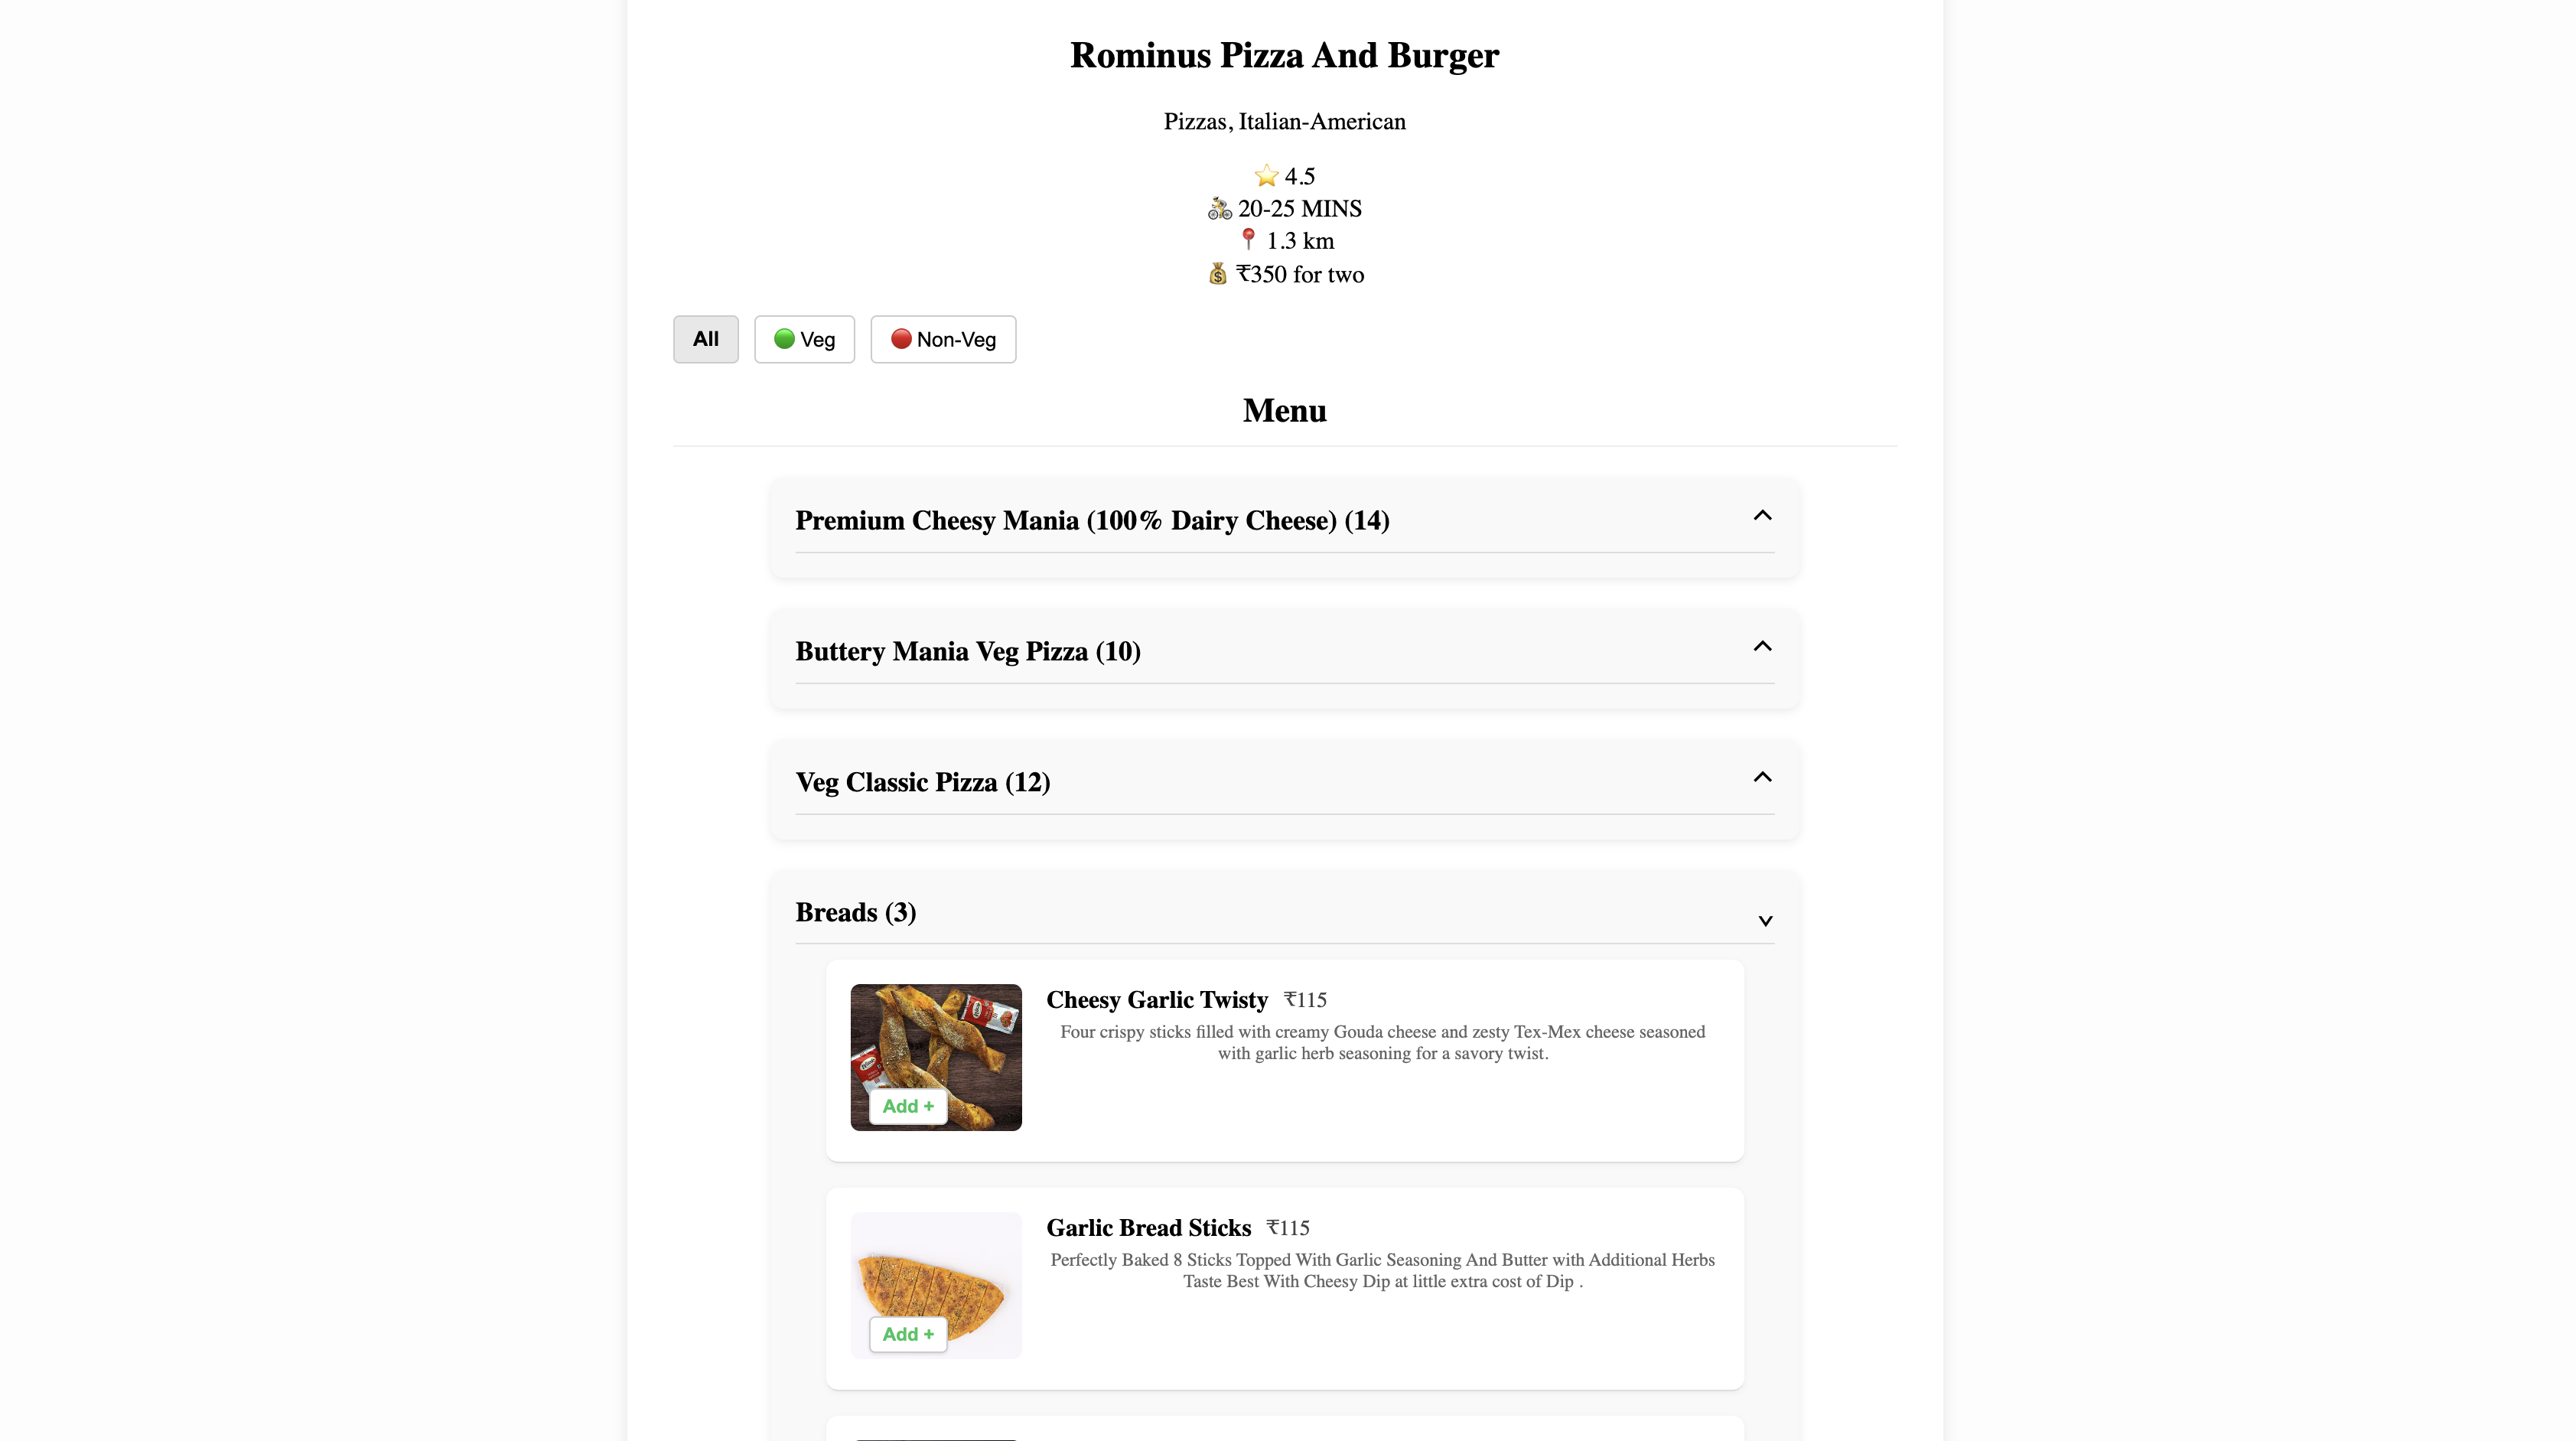 Rominus Pizza And Burger
Pizzas, Italian-American
⭐ 4.5
🚴 20-25 MINS
📍 1.3 km
💰 ₹350 for two
All
🟢 Veg
🔴 Non-Veg
Menu
Premium Cheesy Mania (100% Dairy Cheese) (14)
Buttery Mania Veg Pizza (10)
Veg Classic Pizza (12)
Breads (3)
Cheesy Garlic Twisty ₹115
Four crispy sticks filled with creamy Gouda cheese and zesty Tex-Mex cheese seasoned
with garlic herb seasoning for a savory twist.
Add +
Garlic Bread Sticks ₹115
Perfectly Baked 8 Sticks Topped With Garlic Seasoning And Butter with Additional Herbs
Taste Best With Cheesy Dip at little extra cost of Dip .
Add +